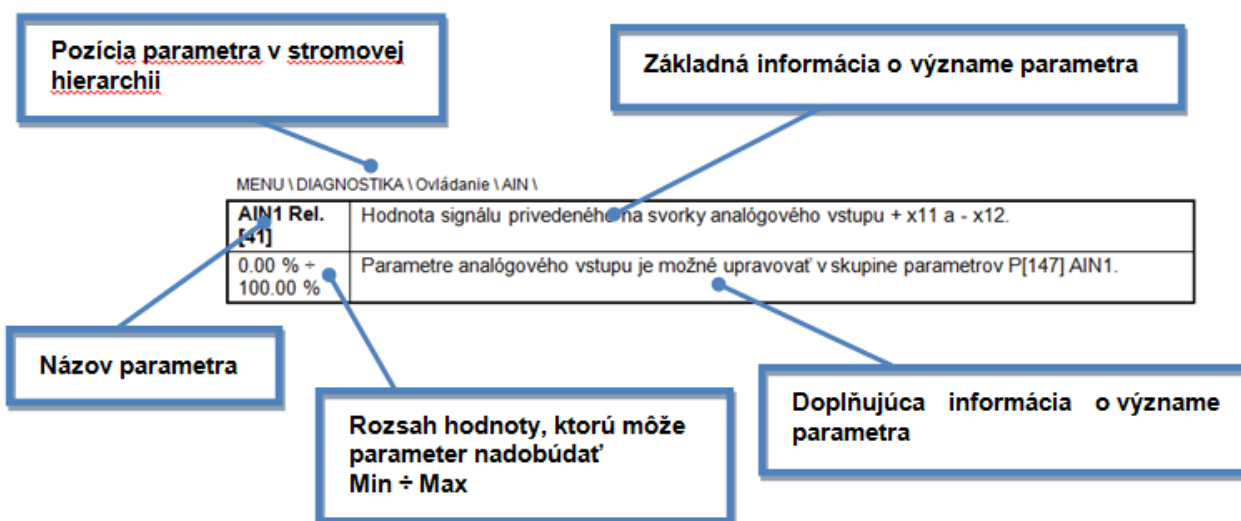 Pozícia parametra v stromovej
hierarchii
Základná informácia o význame parametra
MENU \ DIAGNOSTIKA \ Ovládanie \ AIN \
AIN1 Rel.
[41]
Hodnota signálu privedeného na svorky analógového vstupu + x11 a - x12.
0.00 % ÷
100.00 %
Parametre analógového vstupu je možné upravovať v skupine parametrov P[147] AIN1.
Názov parametra
Rozsah hodnoty, ktorú môže
parameter nadobúdať
Min ÷ Max
Doplňujúca informácia o význame
parametra